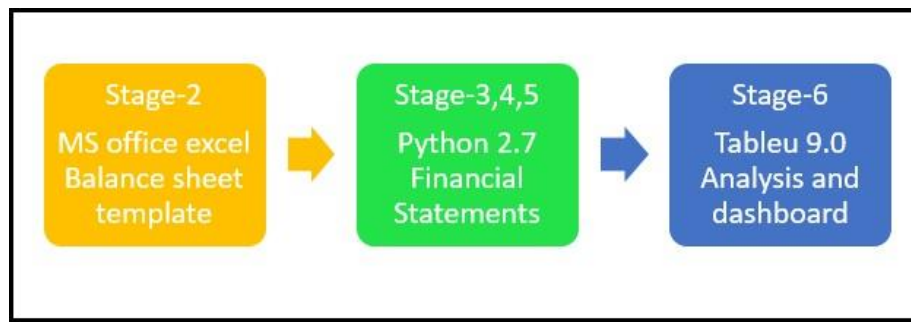 Stage-2
MS office excel
Balance sheet
template
Stage-3,4,5
Python 2.7
Financial
Statements
Stage-6
Tableu 9.0
Analysis and
dashboard